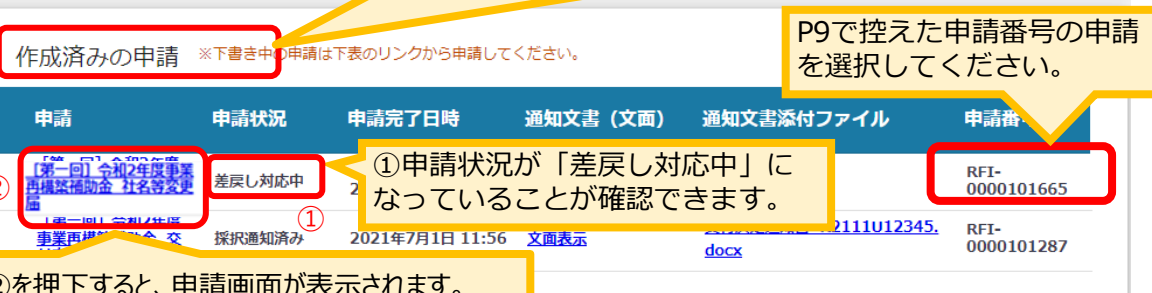 P9で控えた申請番号の申請
を選択してください。
作成済みの申請 ※下書き中の申請は下表のリンクから申請してください。
申請 申請状況 申請完了日時 通知文書（文面） 通知文書添付ファイル 申請番
①申請状況が「差戻し対応中」に
なっていることが確認できます。
[第一回] 令和2年度事業
再構築補助金 社名等変更
届
差戻し対応中
RFI-
0000101665
②
①
[第一回] 令和2年度
事業再構築補助金 交
採択通知済み 2021年7月1日 11:56 文面表示
R2111U12345.
docx
RFI-
0000101287
②を押下すると、申請画面が表示されます。